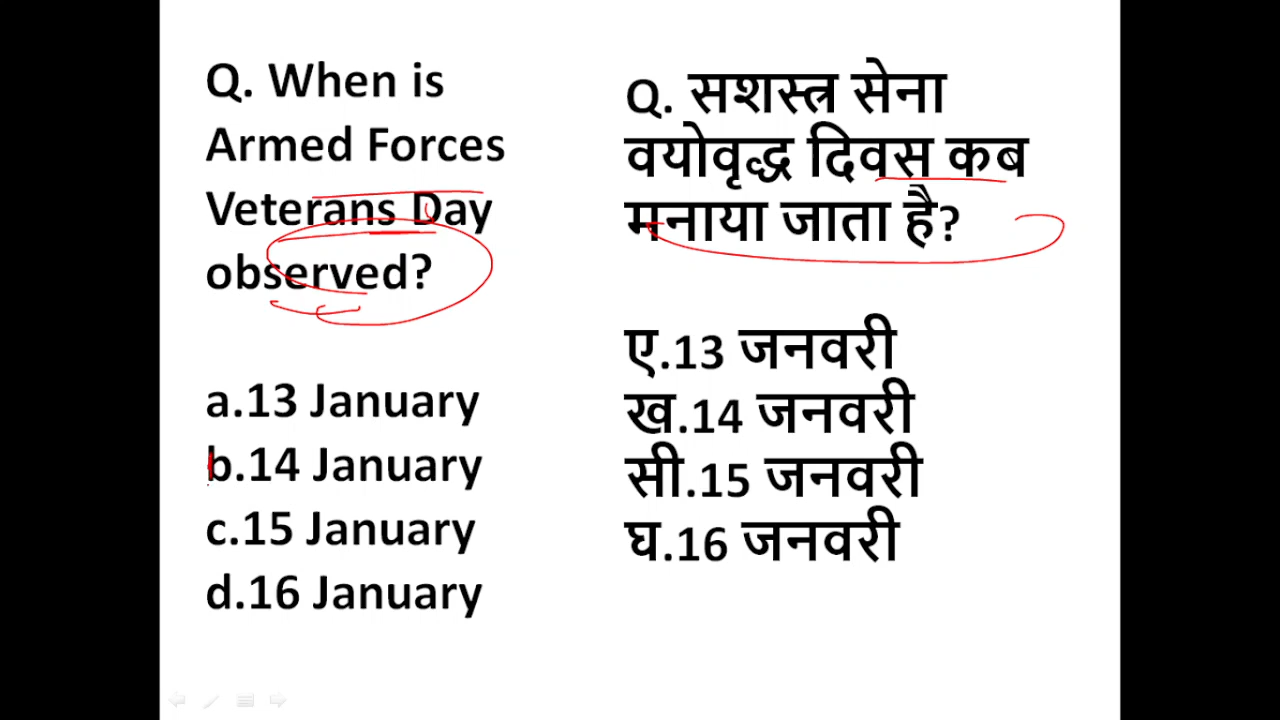 Q. When is
Armed Forces
Veterans Day
observed?
a.13 January
b.14 January
c.15 January
d.16 January
Q. सशस्त्र सेना
वयोवृद्ध दिवस कब
मनाया जाता है?
ए.13 जनवरी
ख.14 जनवरी
सी.15 जनवरी
घ.16 जनवरी